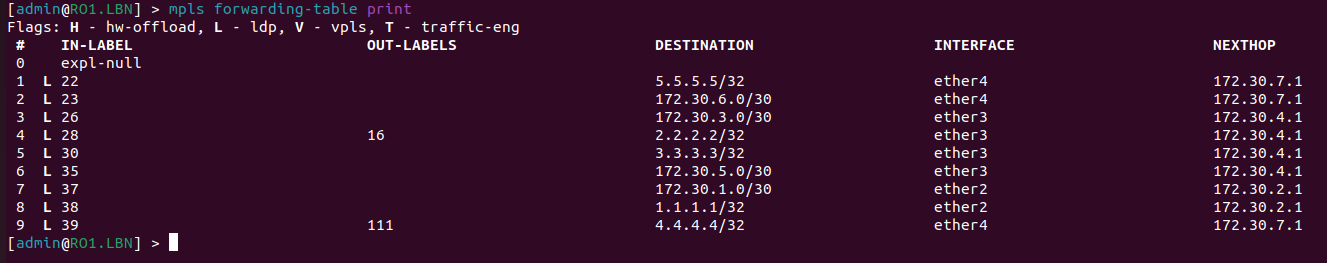 [admin@RO1.LBN] > mpls forwarding-table print
Flags: H - hw-offload, L - ldp, V - vpls, T - traffic-eng
# IN-LABEL OUT-LABELS DESTINATION INTERFACE NEXTHOP
0 expl-null
1 L 22 5.5.5.5/32 ether4 172.30.7.1
2 L 23 172.30.6.0/30 ether4 172.30.7.1
3 L 26 172.30.3.0/30 ether3 172.30.4.1
4 L 28 16 2.2.2.2/32 ether3 172.30.4.1
5 L 30 3.3.3.3/32 ether3 172.30.4.1
6 L 35 172.30.5.0/30 ether3 172.30.4.1
7 L 37 172.30.1.0/30 ether2 172.30.2.1
8 L 38 1.1.1.1/32 ether2 172.30.2.1
9 L 39 111 4.4.4.4/32 ether4 172.30.7.1
[admin@RO1.LBN] >